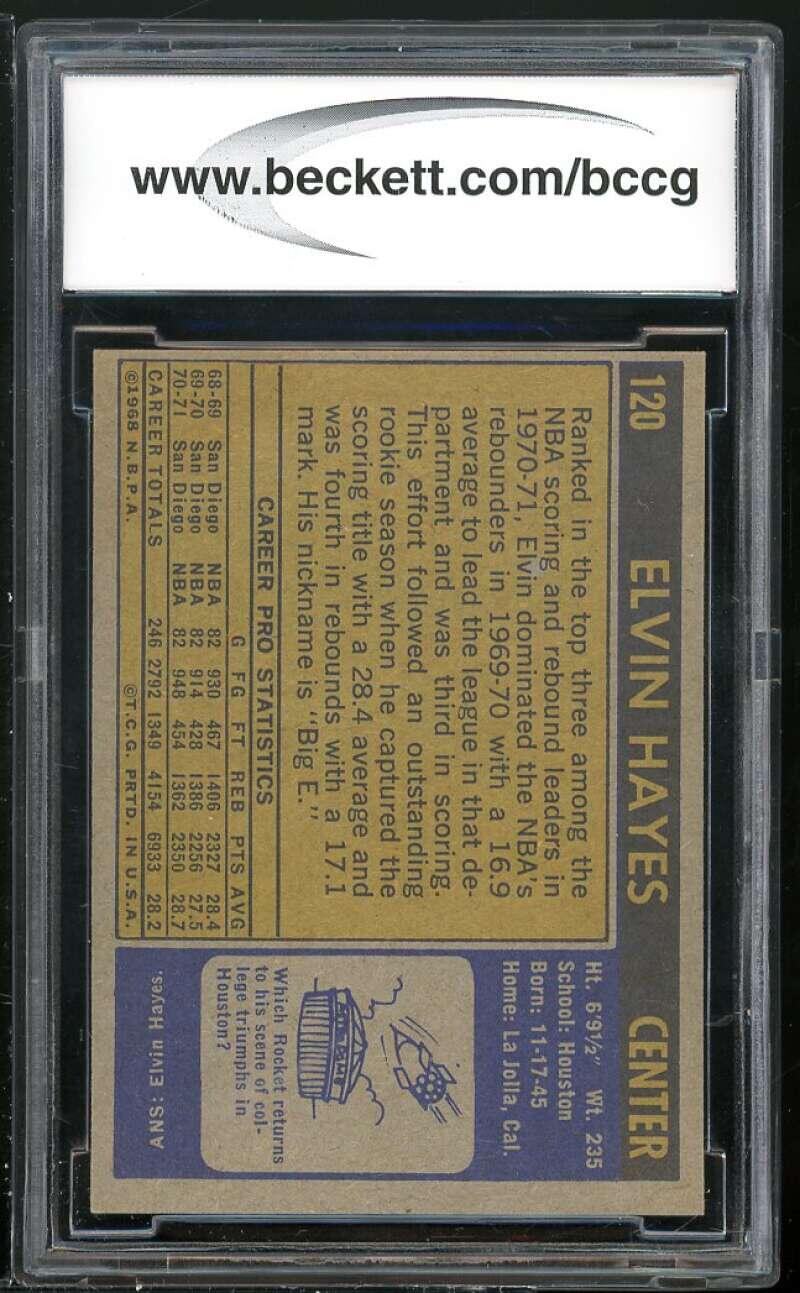 www.beckett.com/bccg
120 ELVIN HAYES CENTER
Ht. 6'9½" Wt. 235
School: Houston
Born: 11-17-45
Home: La Jolla, Cal.
Ranked in the top three among the
NBA scoring and rebound leaders in
1970-71, Elvin dominated the NBA's
rebounders in 1969-70 with a 16.9
average to lead the league in that de-
partment and was third in scoring.
This effort followed an outstanding
rookie season when he captured the
scoring title with a 28.4 average and
was fourth in rebounds with a 17.1
mark. His nickname is "Big E."
CAREER PRO STATISTICS
G FG FT REB PTS AVG
68-69 San Diego NBA 82 930 467 1406 2327 28.4
69-70 San Diego NBA 82 914 428 1386 2256 27.5
70-71 San Diego NBA 82 948 454 1362 2350 28.7
CAREER TOTALS 246 2792 1349 4154 6933 28.2
©1968 N.B.P.A. ©T.C.G. PRTD. IN U.S.A.
Which Rocket returns
to his scene of col-
lege triumphs in
Houston?
ANS: Elvin Hayes.